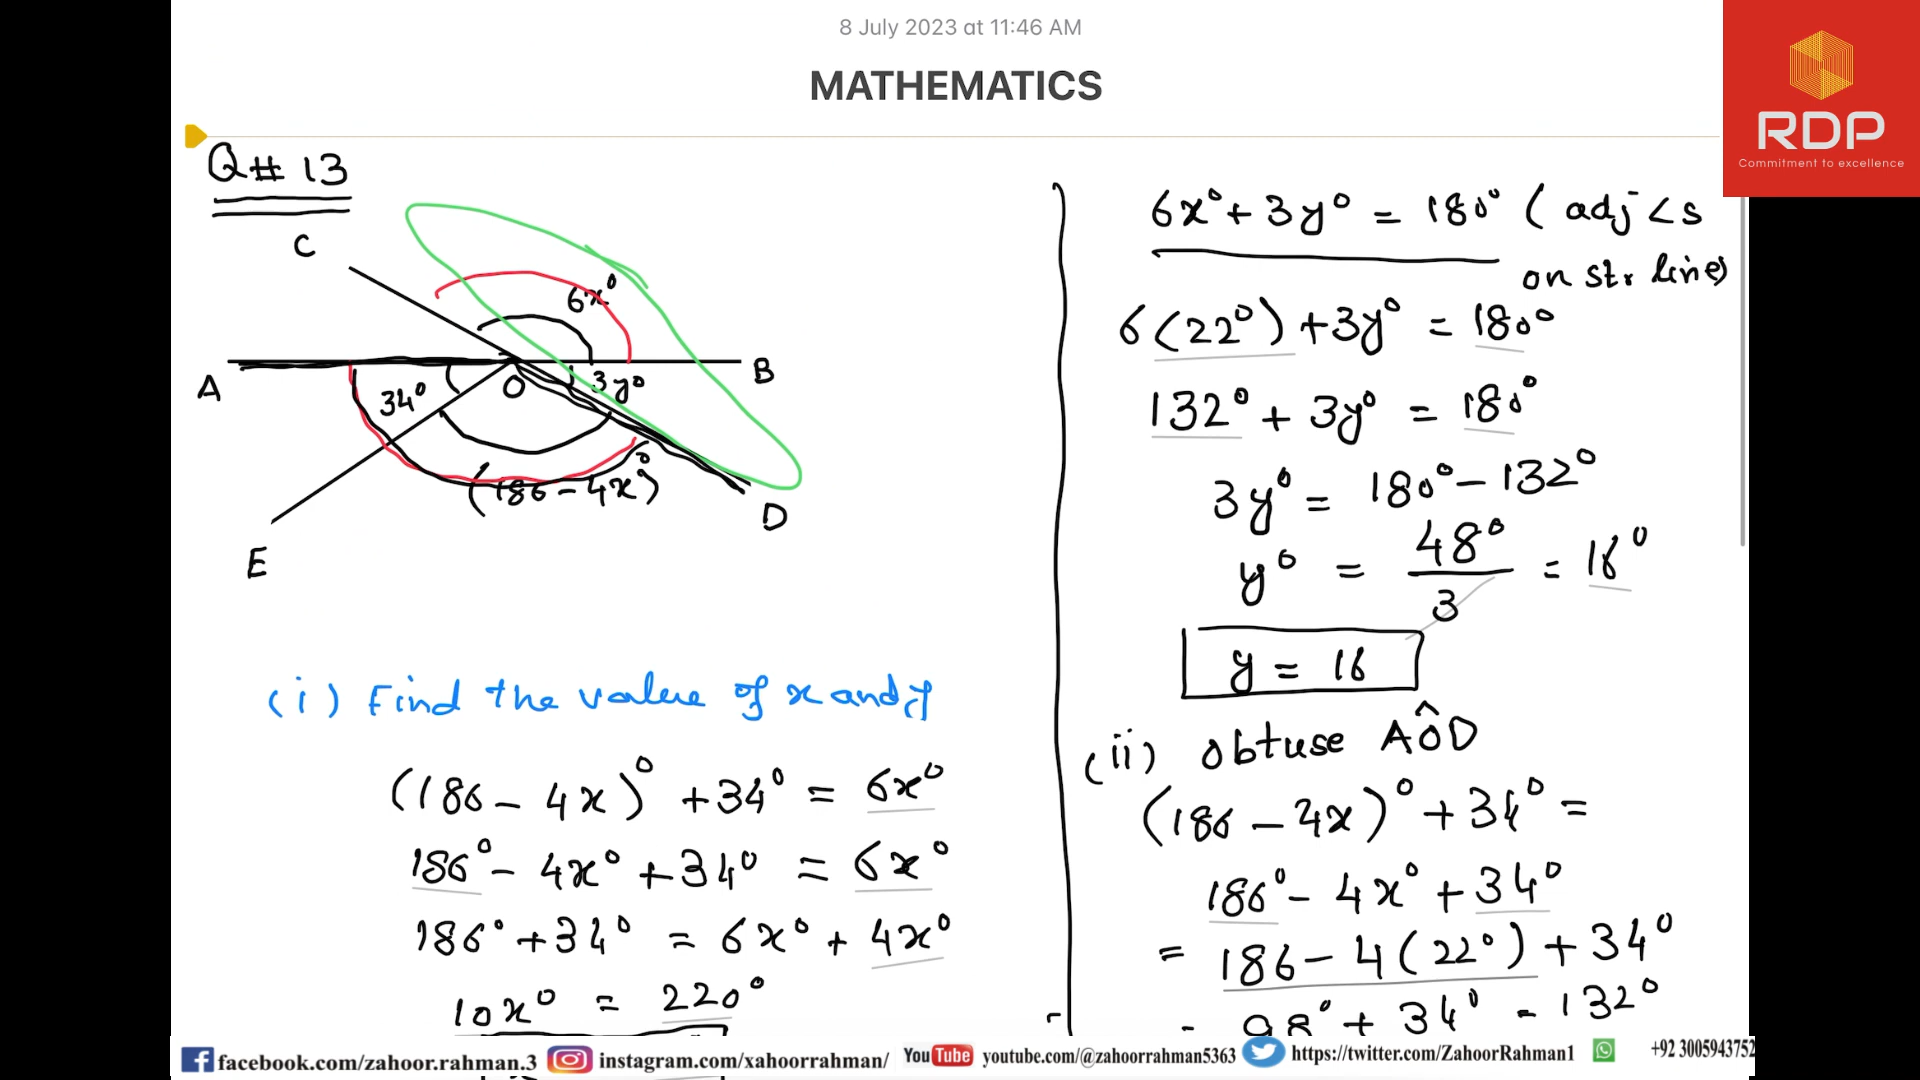 8 July 2023 at 11:46 AM
MATHEMATICS
RDP
Commitment to excellence
Q# 13
C
6x°
A
B
34°
O
3y°
(186-4x)°
D
E
(i) Find the value of x and y
(186 - 4x)° + 34° = 6x°
186° - 4x° + 34° = 6x°
186° + 34° = 6x° + 4x°
10x° = 220°
6x° + 3y° = 180° ( adj <s
on str lines
6(22°) + 3y° = 180°
132° + 3y° = 180°
3y° = 180° - 132°
y° = 48°/3 = 16°
y = 16
(ii) obtuse AÔD
(186 - 4x)° + 34° =
186° - 4x° + 34°
= 186 - 4(22°) + 34°
= 98° + 34° = 132°
facebook.com/zahoor.rahman.3 instagram.com/xahoorrahman/ YouTube youtube.com/@zahoorrahman5363 https://twitter.com/ZahoorRahman1 +92 3005943752